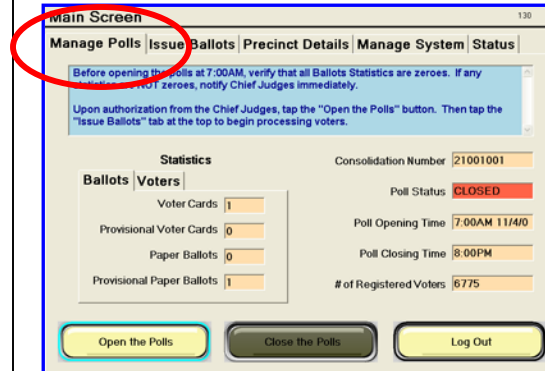 Main Screen 130
Manage Polls Issue Ballots Precinct Details Manage System Status
Before opening the polls at 7:00AM, verify that all Ballots Statistics are zeroes. If any
statistics are NOT zeroes, notify Chief Judges immediately.
Upon authorization from the Chief Judges, tap the "Open the Polls" button. Then tap the
"Issue Ballots" tab at the top to begin processing voters.
Statistics
Ballots Voters
Voter Cards 1
Provisional Voter Cards 0
Paper Ballots 0
Provisional Paper Ballots 1
Consolidation Number 21001001
Poll Status CLOSED
Poll Opening Time 7:00AM 11/4/0
Poll Closing Time 8:00PM
# of Registered Voters 6775
Open the Polls Close the Polls Log Out